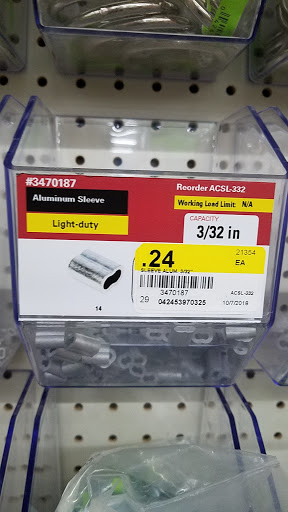 #3470187
Reorder ACSL-332
Aluminum Sleeve
Working Load Limit: N/A
Light-duty
CAPACITY
3/32 in
.24
21354
EA
SLEEVE ALUM. 3/32"
3470187
ACSL-332
29
042453970325
10/7/2018
14